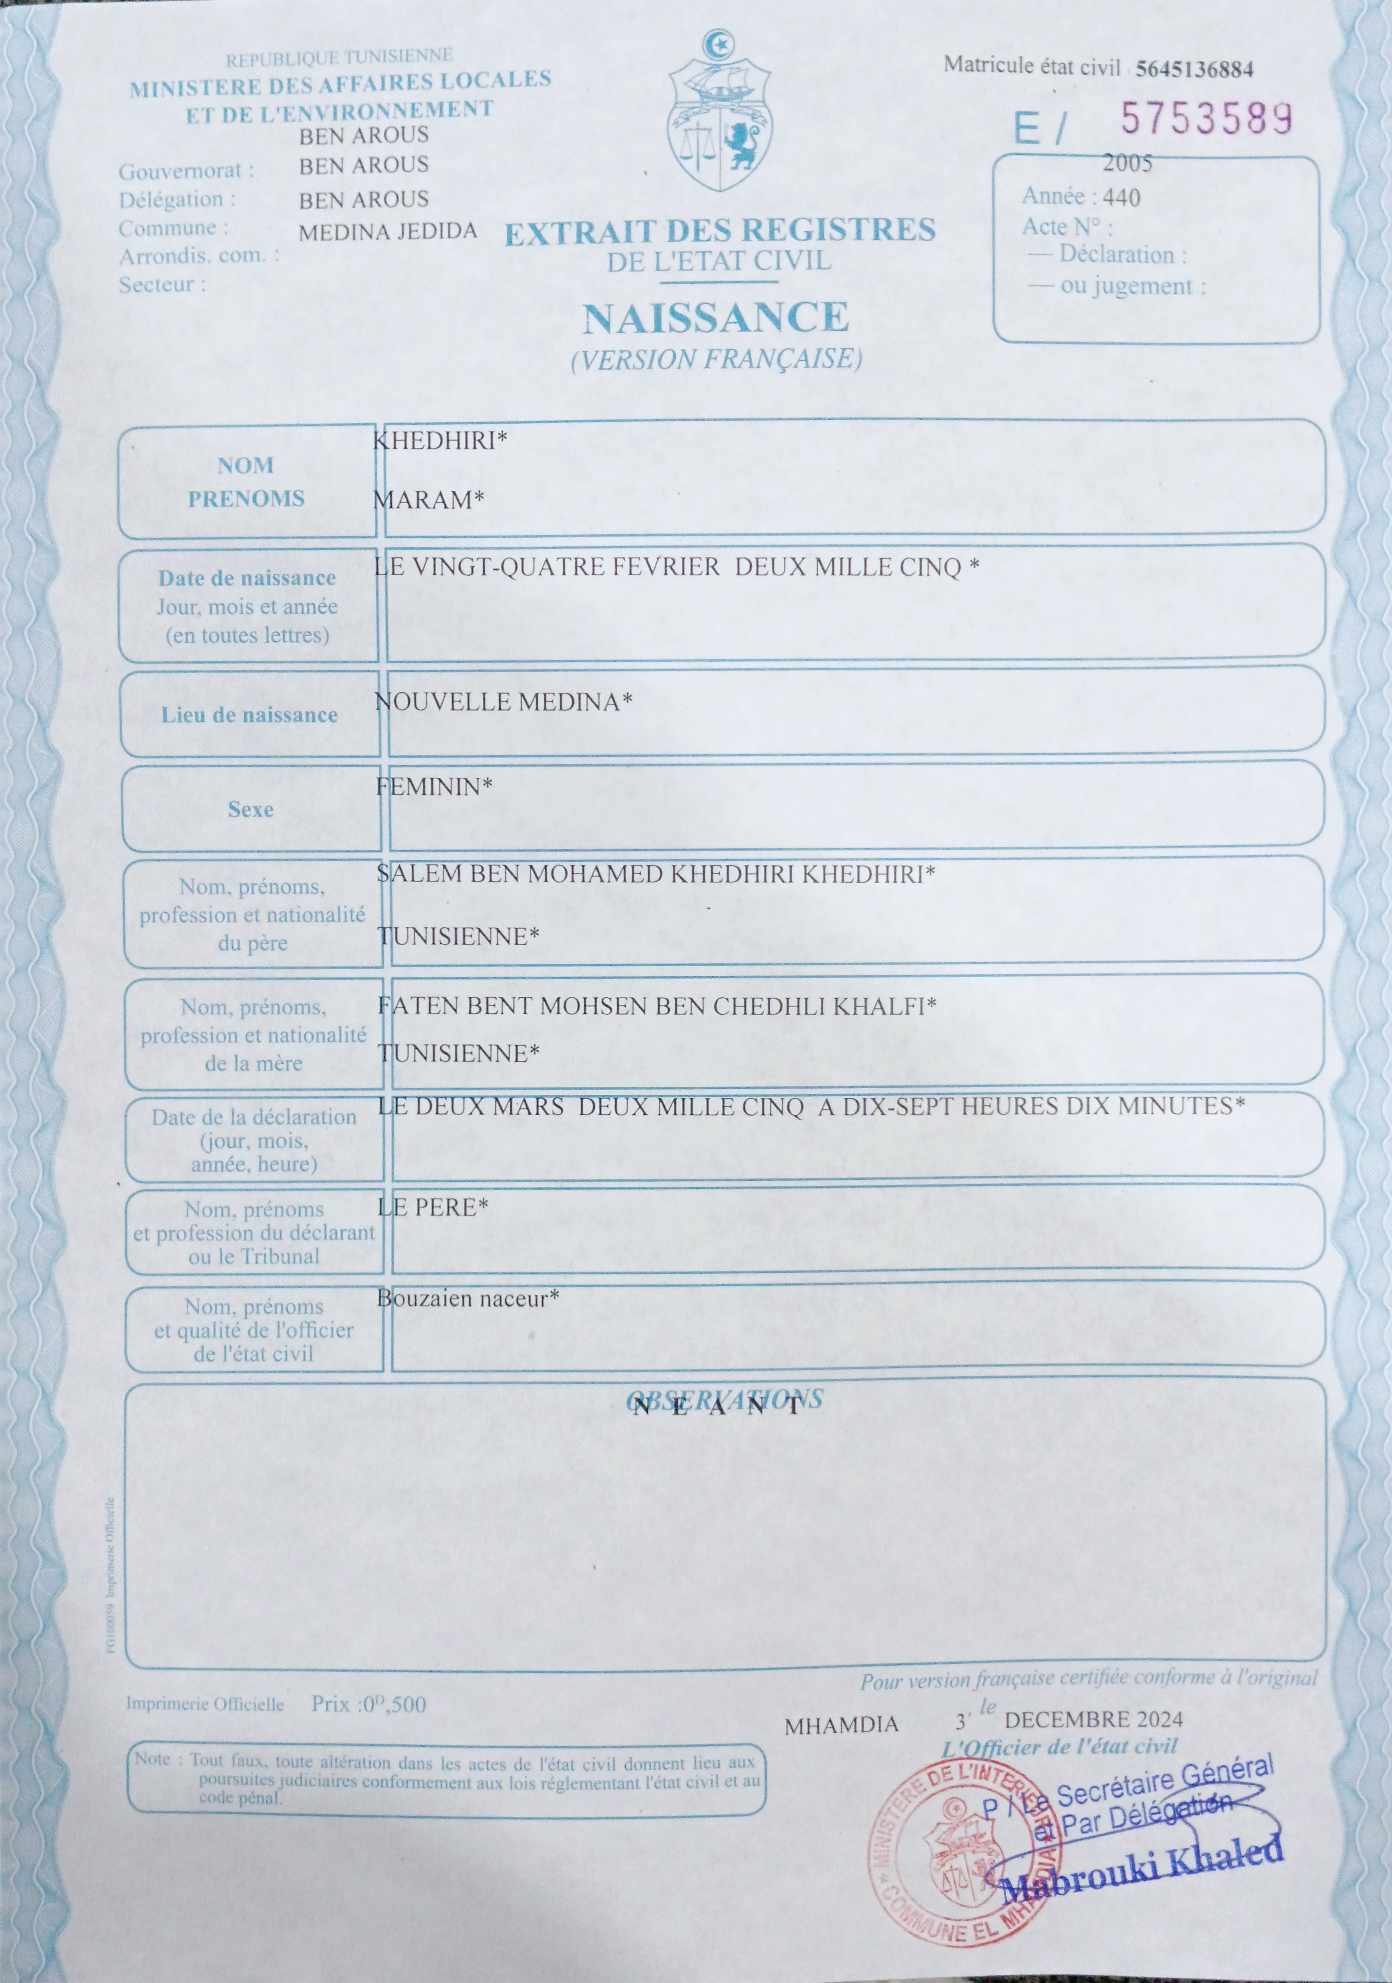 REPUBLIQUE TUNISIENNE
MINISTERE DES AFFAIRES LOCALES
ET DE L'ENVIRONNEMENT
BEN AROUS
Gouvernorat : BEN AROUS
Délégation : BEN AROUS
Commune : MEDINA JEDIDA
Arrondis. com. :
Secteur :
Matricule état civil 5645136884
E / 5753589
2005
Année : 440
Acte N° :
— Déclaration :
— ou jugement :
EXTRAIT DES REGISTRES
DE L'ETAT CIVIL
NAISSANCE
(VERSION FRANÇAISE)
NOM
PRENOMS
KHEDHIRI*
MARAM*
Date de naissance
Jour, mois et année
(en toutes lettres)
LE VINGT-QUATRE FEVRIER DEUX MILLE CINQ *
Lieu de naissance
NOUVELLE MEDINA*
Sexe
FEMININ*
Nom, prénoms,
profession et nationalité
du père
SALEM BEN MOHAMED KHEDHIRI KHEDHIRI*
TUNISIENNE*
Nom, prénoms,
profession et nationalité
de la mère
FATEN BENT MOHSEN BEN CHEDHLI KHALFI*
TUNISIENNE*
Date de la déclaration
(jour, mois,
année, heure)
LE DEUX MARS DEUX MILLE CINQ A DIX-SEPT HEURES DIX MINUTES*
Nom, prénoms
et profession du déclarant
ou le Tribunal
LE PERE*
Nom, prénoms
et qualité de l'officier
de l'état civil
Bouzaien naceur*
OBSERVATIONS
N E A N T
Imprimerie Officielle
Pour version française certifiée conforme à l'original
Imprimerie Officielle Prix :0ᴰ,500
MHAMDIA le DECEMBRE 2024
L'Officier de l'état civil
Note : Tout faux, toute altération dans les actes de l'état civil donnent lieu aux
poursuites judiciaires conformement aux lois réglementant l'état civil et au
code pénal.
P / Le Secrétaire Général
et Par Délégation
Mabrouki Khaled
MINISTERE DE L'INTERIEUR
COMMUNE EL MHAMDIA